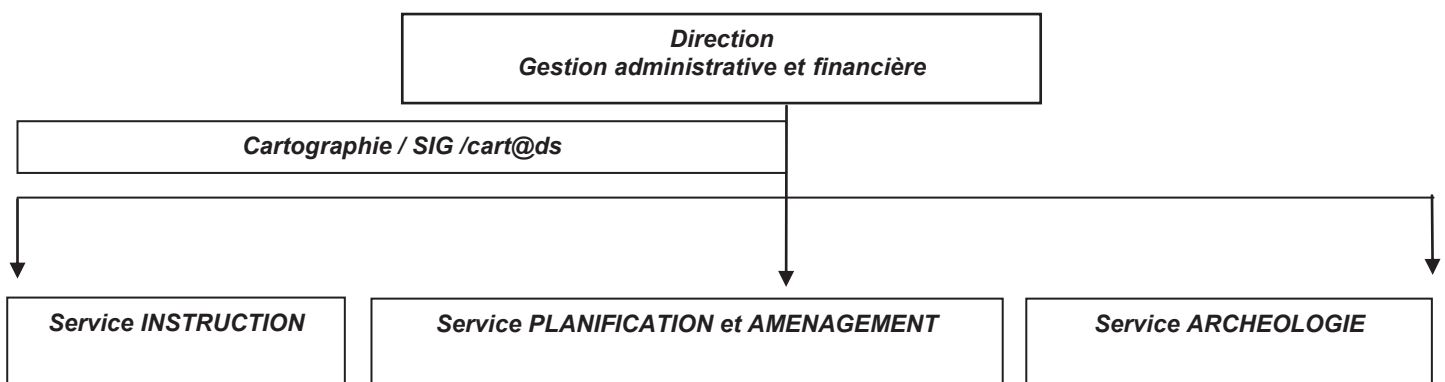 Direction
Gestion administrative et financière
Cartographie / SIG /cart@ds
Service INSTRUCTION
Service PLANIFICATION et AMENAGEMENT
Service ARCHEOLOGIE